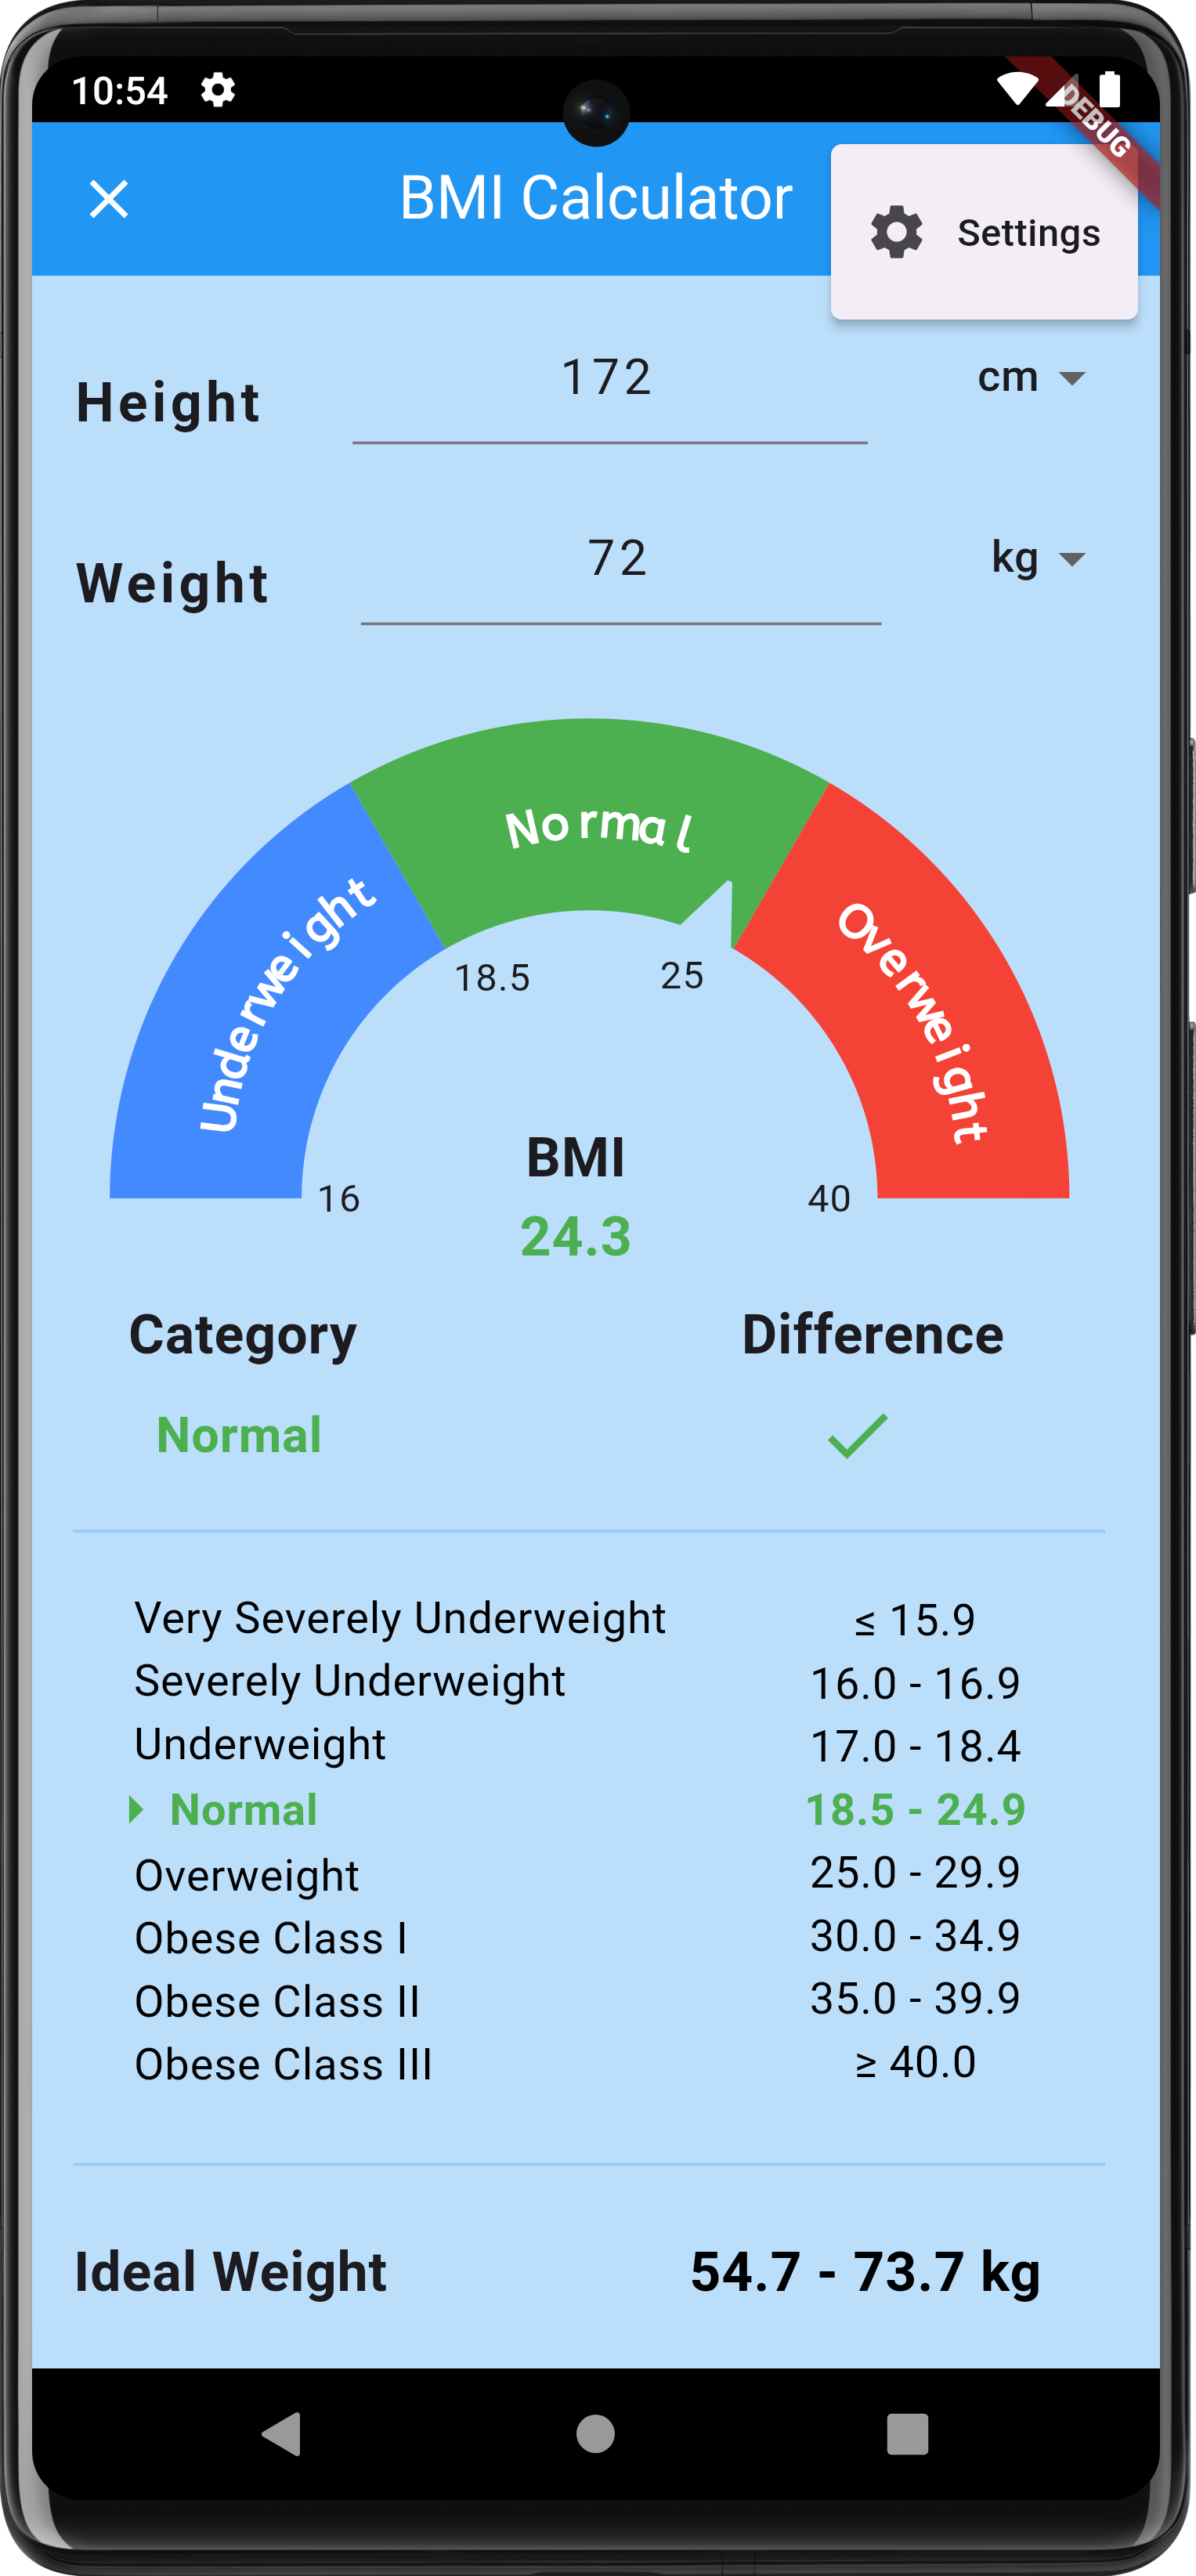 10:54
DEBUG
BMI Calculator
Settings
Height 172 cm
Weight 72 kg
Underweight
Normal
Overweight
18.5 25
16 40
BMI
24.3
Category Difference
Normal
Very Severely Underweight ≤ 15.9
Severely Underweight 16.0 - 16.9
Underweight 17.0 - 18.4
Normal 18.5 - 24.9
Overweight 25.0 - 29.9
Obese Class I 30.0 - 34.9
Obese Class II 35.0 - 39.9
Obese Class III ≥ 40.0
Ideal Weight 54.7 - 73.7 kg